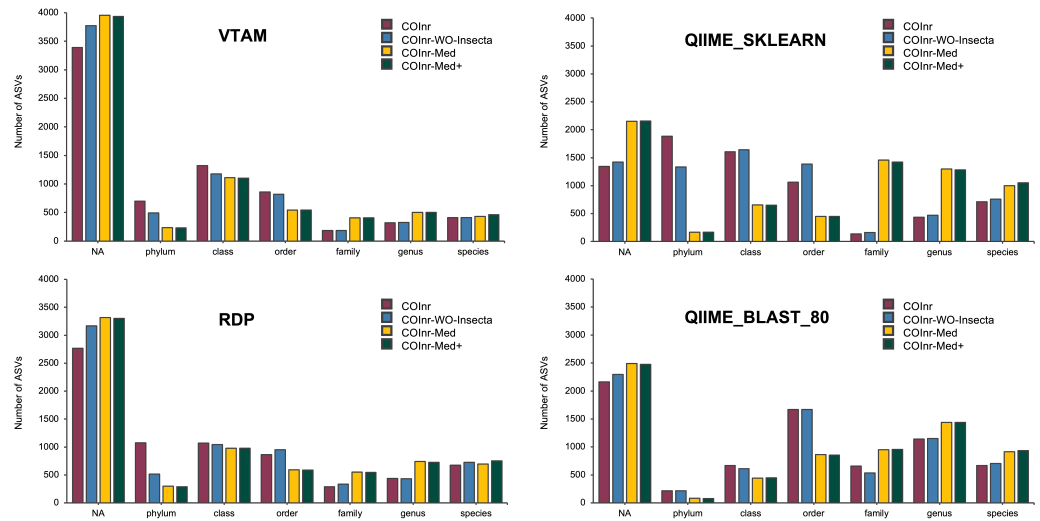 VTAM
COInr
COInr-WO-Insecta
COInr-Med
COInr-Med+
Number of ASVs
4000
3500
3000
2500
2000
1500
1000
500
0
NA phylum class order family genus species
QIIME_SKLEARN
COInr
COInr-WO-Insecta
COInr-Med
COInr-Med+
Number of ASVs
4000
3500
3000
2500
2000
1500
1000
500
0
NA phylum class order family genus species
RDP
COInr
COInr-WO-Insecta
COInr-Med
COInr-Med+
Number of ASVs
4000
3500
3000
2500
2000
1500
1000
500
0
NA phylum class order family genus species
QIIME_BLAST_80
COInr
COInr-WO-Insecta
COInr-Med
COInr-Med+
Number of ASVs
4000
3500
3000
2500
2000
1500
1000
500
0
NA phylum class order family genus species